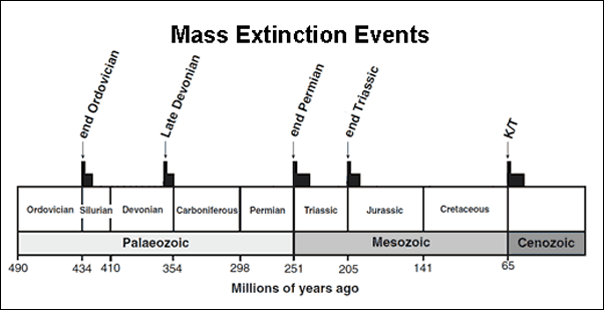 Mass Extinction Events
end Ordovician
Late Devonian
end Permian
end Triassic
K/T
Ordovician Silurian Devonian Carboniferous Permian Triassic Jurassic Cretaceous
Palaeozoic Mesozoic Cenozoic
490 434 410 354 298 251 205 141 65
Millions of years ago